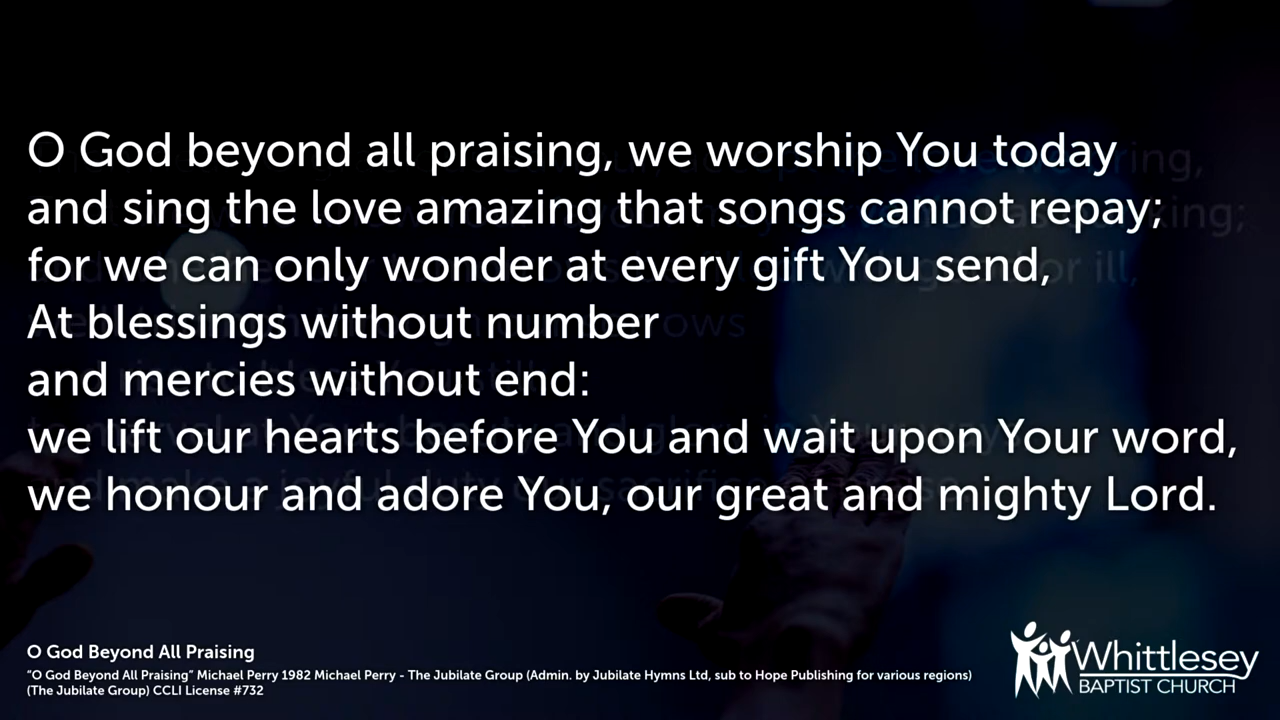 O God beyond all praising, we worship You today
and sing the love amazing that songs cannot repay;
for we can only wonder at every gift You send,
At blessings without number
and mercies without end:
we lift our hearts before You and wait upon Your word,
we honour and adore You, our great and mighty Lord.
O God Beyond All Praising
"O God Beyond All Praising" Michael Perry 1982 Michael Perry - The Jubilate Group (Admin. by Jubilate Hymns Ltd, sub to Hope Publishing for various regions)
(The Jubilate Group) CCLI License #732
Whittlesey
BAPTIST CHURCH